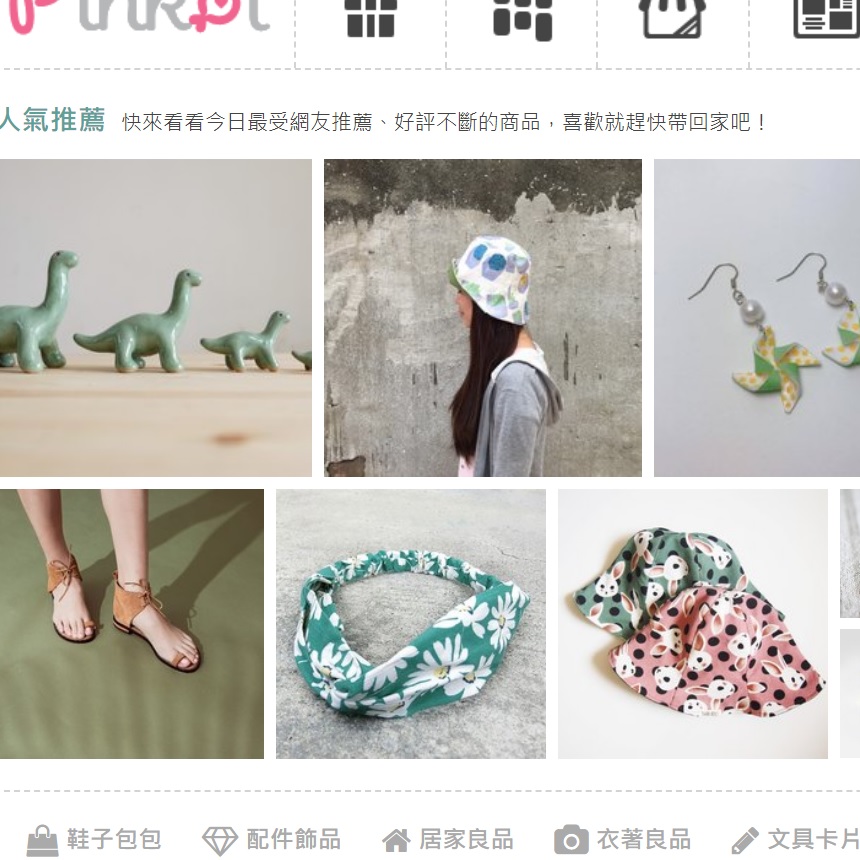 Pinkoi
人氣推薦 快來看看今日最受網友推薦、好評不斷的商品，喜歡就趕快帶回家吧！
鞋子包包 配件飾品 居家良品 衣著良品 文具卡片